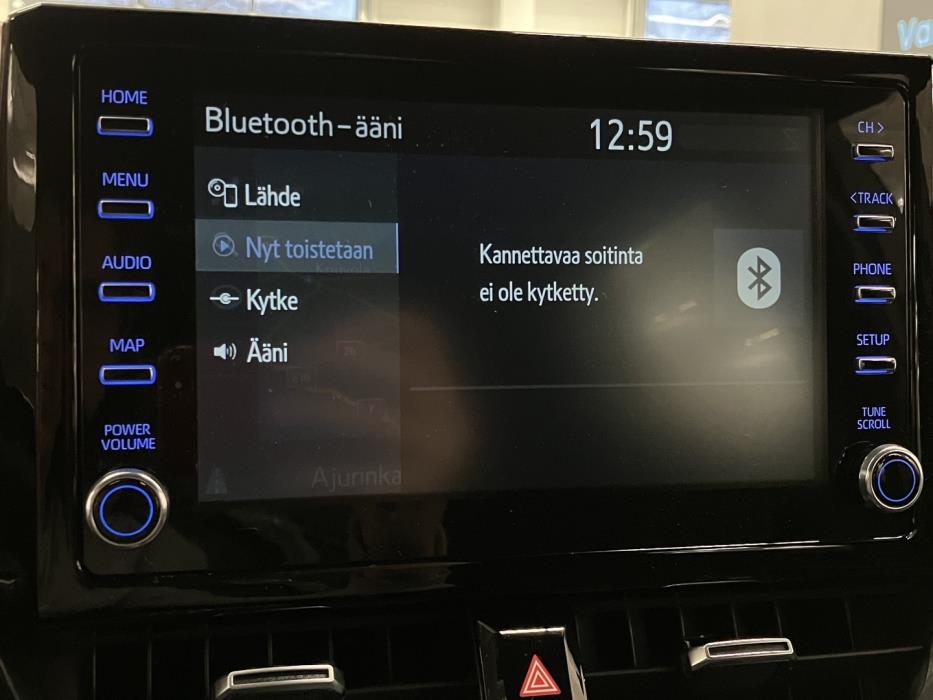 HOME
MENU
AUDIO
MAP
POWER
VOLUME
Bluetooth-ääni
12:59
Lähde
Nyt toistetaan
Kytke
Ääni
Kannettavaa soitinta
ei ole kytketty.
Ajurinka
CH >
< TRACK
PHONE
SETUP
TUNE
SCROLL